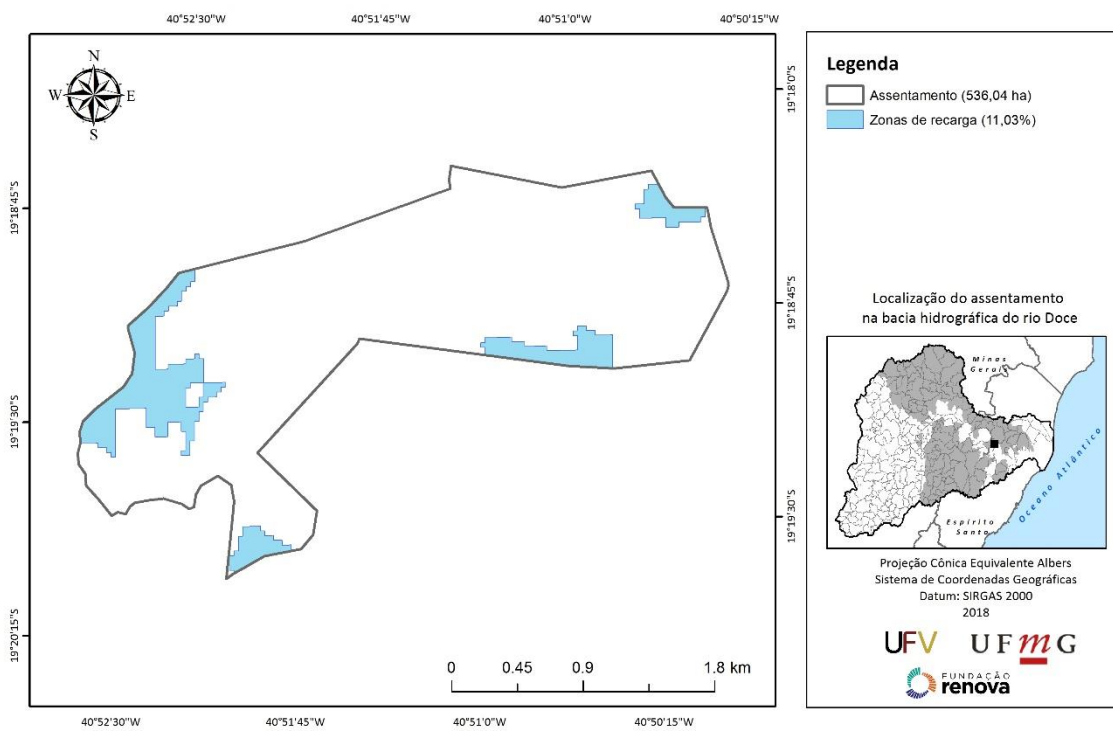 40°52'30"W 40°51'45"W 40°51'0"W 40°50'15"W
N
W E
S
19°18'45"S
19°19'30"S
19°20'15"S
19°18'0"S
19°18'45"S
19°19'30"S
0 0.45 0.9 1.8 km
40°52'30"W 40°51'45"W 40°51'0"W 40°50'15"W
Legenda
Assentamento (536,04 ha)
Zonas de recarga (11,03%)
Localização do assentamento
na bacia hidrográfica do rio Doce
Minas
Gerais
Oceano Atlântico
Espírito
Santo
Projeção Cônica Equivalente Albers
Sistema de Coordenadas Geográficas
Datum: SIRGAS 2000
2018
UFV UFmG
FUNDAÇÃO
renova